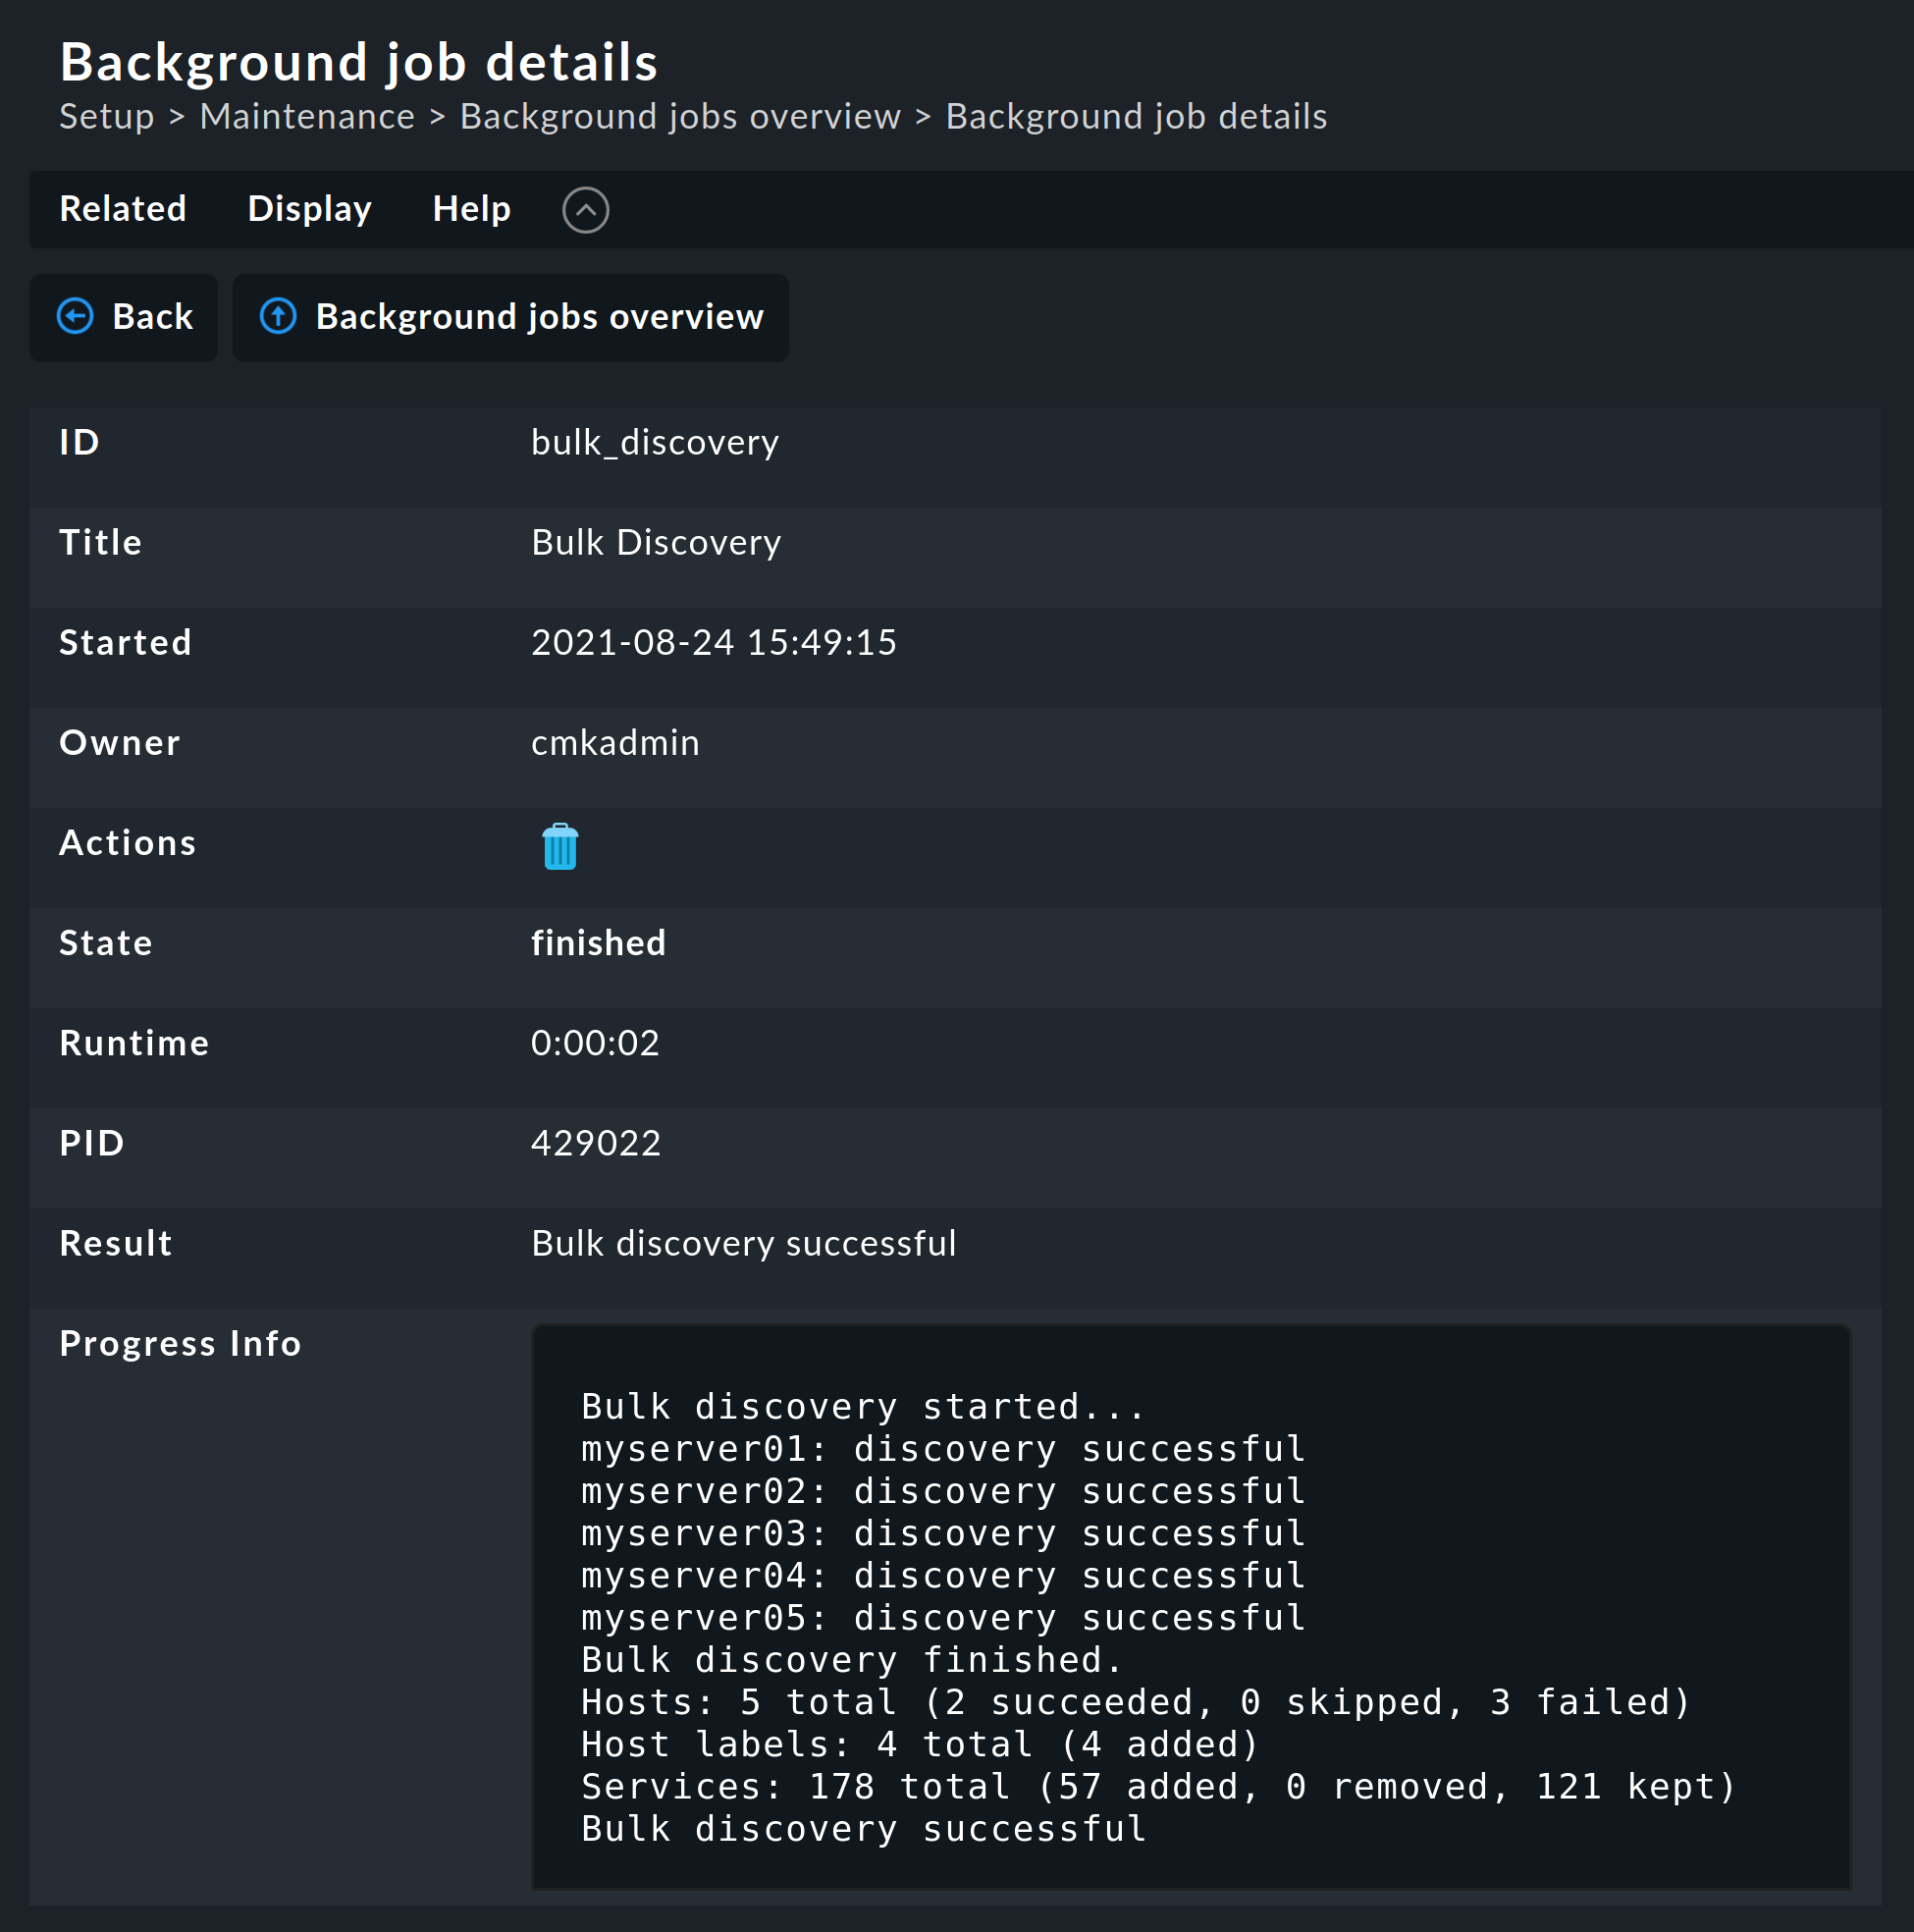 Background job details
Setup > Maintenance > Background jobs overview > Background job details
Related Display Help
Back Background jobs overview
ID bulk_discovery
Title Bulk Discovery
Started 2021-08-24 15:49:15
Owner cmkadmin
Actions
State finished
Runtime 0:00:02
PID 429022
Result Bulk discovery successful
Progress Info
Bulk discovery started...
myserver01: discovery successful
myserver02: discovery successful
myserver03: discovery successful
myserver04: discovery successful
myserver05: discovery successful
Bulk discovery finished.
Hosts: 5 total (2 succeeded, 0 skipped, 3 failed)
Host labels: 4 total (4 added)
Services: 178 total (57 added, 0 removed, 121 kept)
Bulk discovery successful